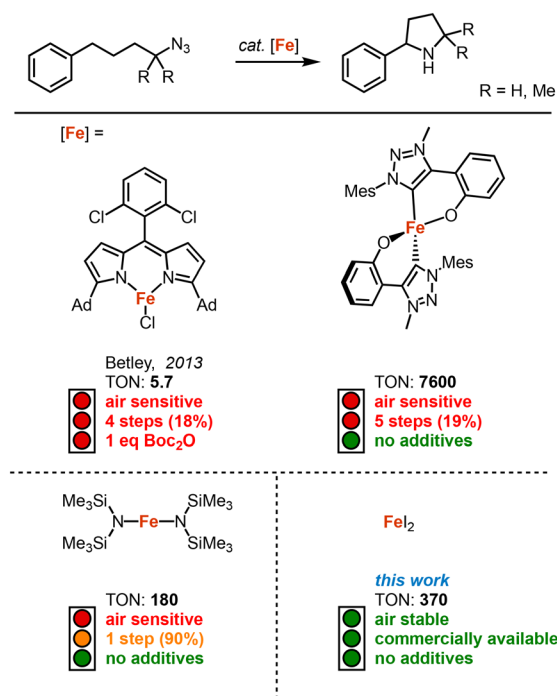 N₃
R R
cat. [Fe]
N
H
R
R
R = H, Me
[Fe] =
Cl Cl
N N
Ad Fe Ad
Cl
Betley, 2013
TON: 5.7
air sensitive
4 steps (18%)
1 eq Boc₂O
N N
N
Mes
O
Fe
O
Mes
N
N N
TON: 7600
air sensitive
5 steps (19%)
no additives
Me₃Si SiMe₃
N Fe N
Me₃Si SiMe₃
TON: 180
air sensitive
1 step (90%)
no additives
FeI₂
this work
TON: 370
air stable
commercially available
no additives